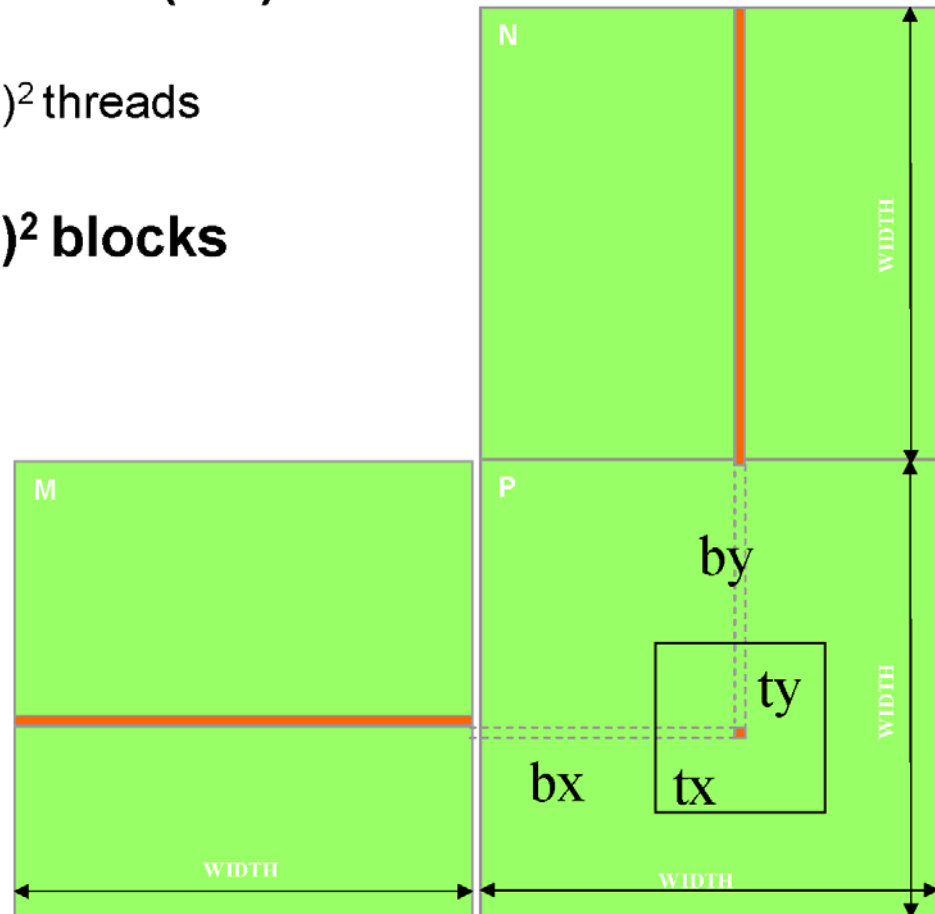 )² threads
)² blocks
N
WIDTH
M
P
by
ty
WIDTH
bx
tx
WIDTH
WIDTH